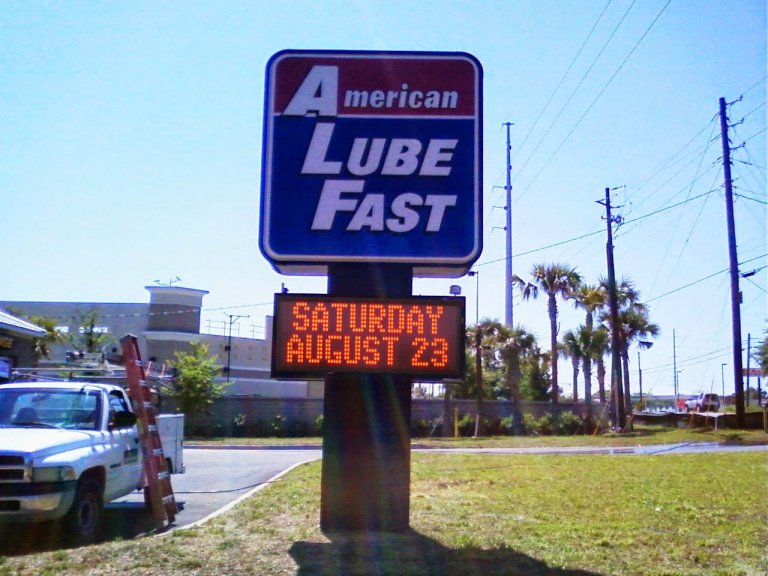 American
LUBE
FAST
SATURDAY
AUGUST 23